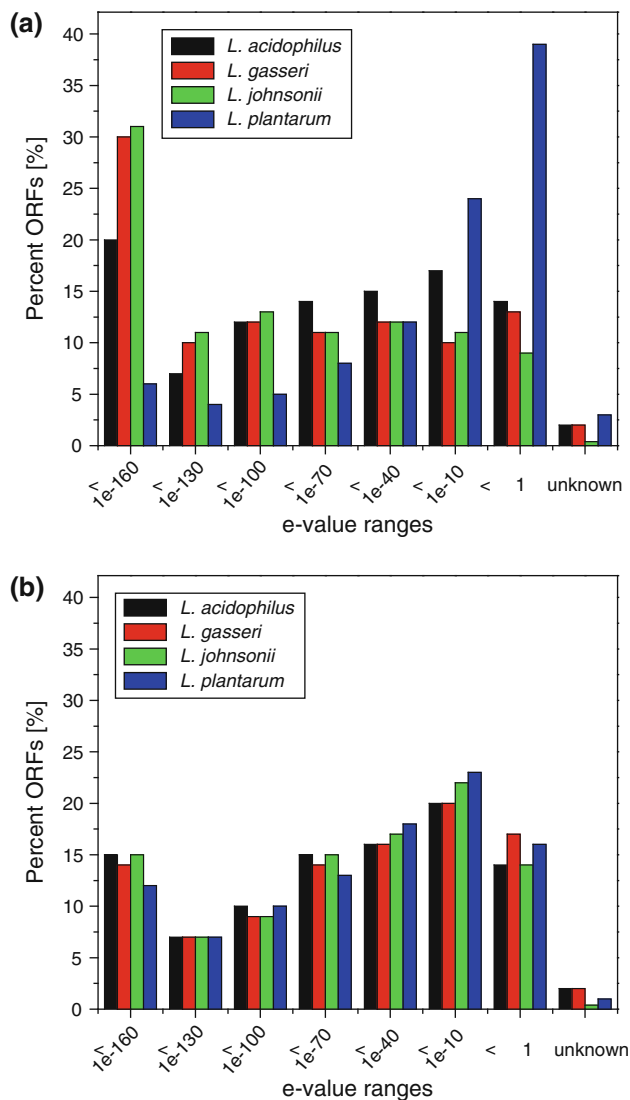 (a)
L. acidophilus
L. gasseri
L. johnsonii
L. plantarum
Percent ORFs [%]
40
35
30
25
20
15
10
5
0
< 1e-160
< 1e-130
< 1e-100
< 1e-70
< 1e-40
< 1e-10
< 1
unknown
e-value ranges
(b)
L. acidophilus
L. gasseri
L. johnsonii
L. plantarum
Percent ORFs [%]
40
35
30
25
20
15
10
5
0
< 1e-160
< 1e-130
< 1e-100
< 1e-70
< 1e-40
< 1e-10
< 1
unknown
e-value ranges